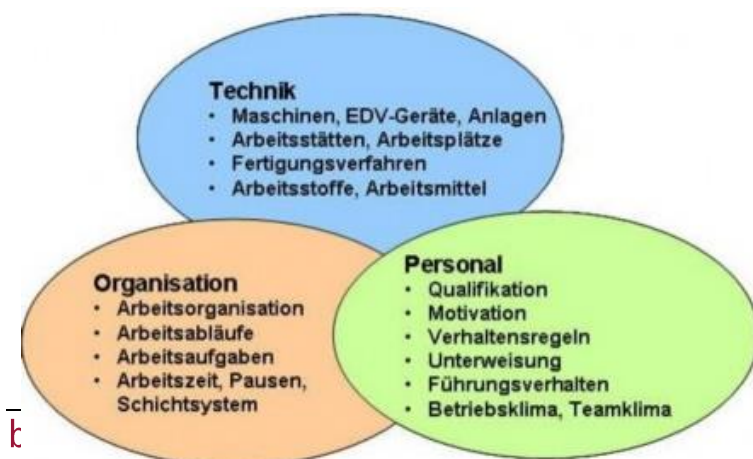 Technik
• Maschinen, EDV-Geräte, Anlagen
• Arbeitsstätten, Arbeitsplätze
• Fertigungsverfahren
• Arbeitsstoffe, Arbeitsmittel
Organisation
• Arbeitsorganisation
• Arbeitsabläufe
• Arbeitsaufgaben
• Arbeitszeit, Pausen,
Schichtsystem
Personal
• Qualifikation
• Motivation
• Verhaltensregeln
• Unterweisung
• Führungsverhalten
• Betriebsklima, Teamklima